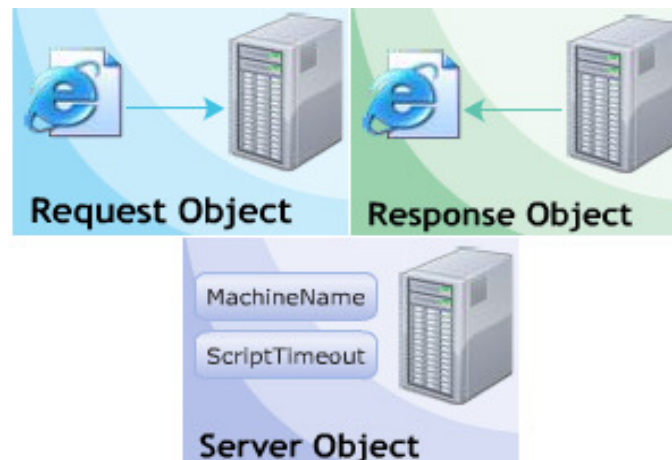 Request Object
Response Object
MachineName
ScriptTimeout
Server Object